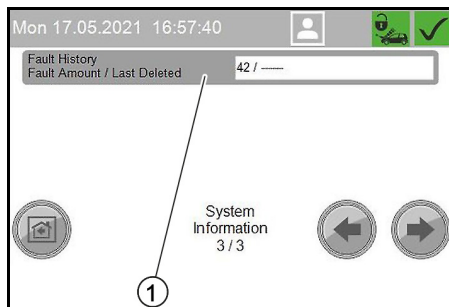 Mon 17.05.2021 16:57:40
Fault History
Fault Amount / Last Deleted
42 / -------
System
Information
3 / 3
1